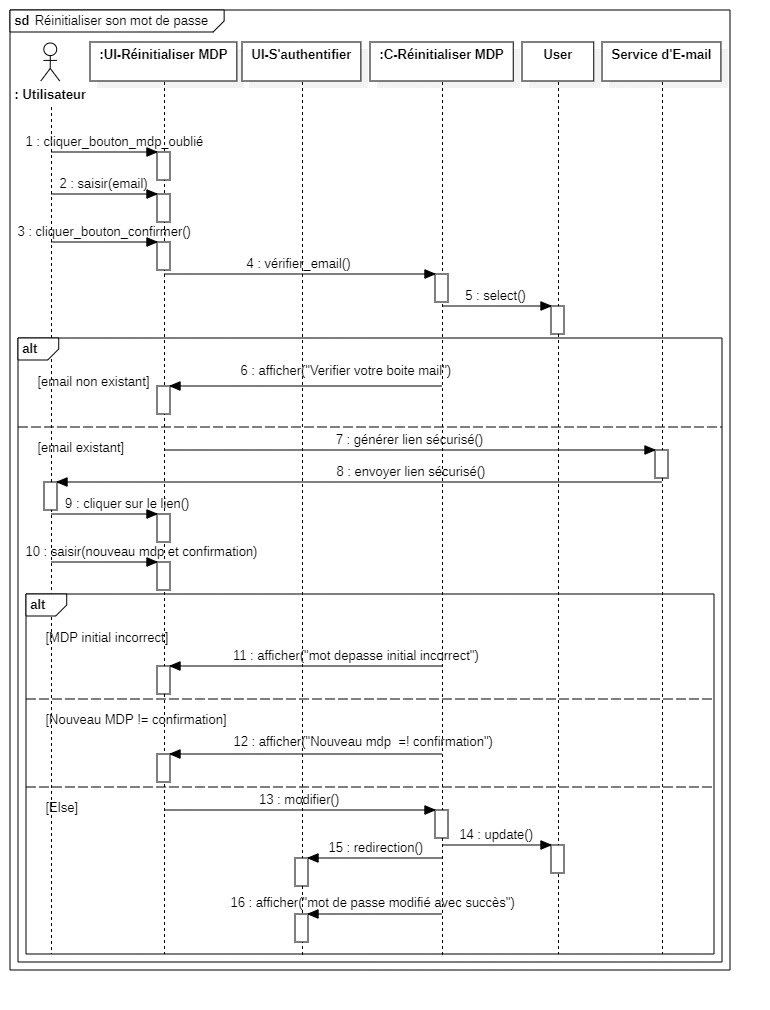 sd Réinitialiser son mot de passe
: Utilisateur
:UI-Réinitialiser MDP
UI-S'authentifier
:C-Réinitialiser MDP
User
Service d'E-mail
1 : cliquer_bouton_mdp_oublié
2 : saisir(email)
3 : cliquer_bouton_confirmer()
4 : vérifier_email()
5 : select()
alt
6 : afficher("Verifier votre boite mail")
[email non existant]
7 : générer lien sécurisé()
[email existant]
8 : envoyer lien sécurisé()
9 : cliquer sur le lien()
10 : saisir(nouveau mdp et confirmation)
alt
[MDP initial incorrect]
11 : afficher("mot depasse initial incorrect")
[Nouveau MDP != confirmation]
12 : afficher("Nouveau mdp  =! confirmation")
13 : modifier()
[Else]
14 : update()
15 : redirection()
16 : afficher("mot de passe modifié avec succès")